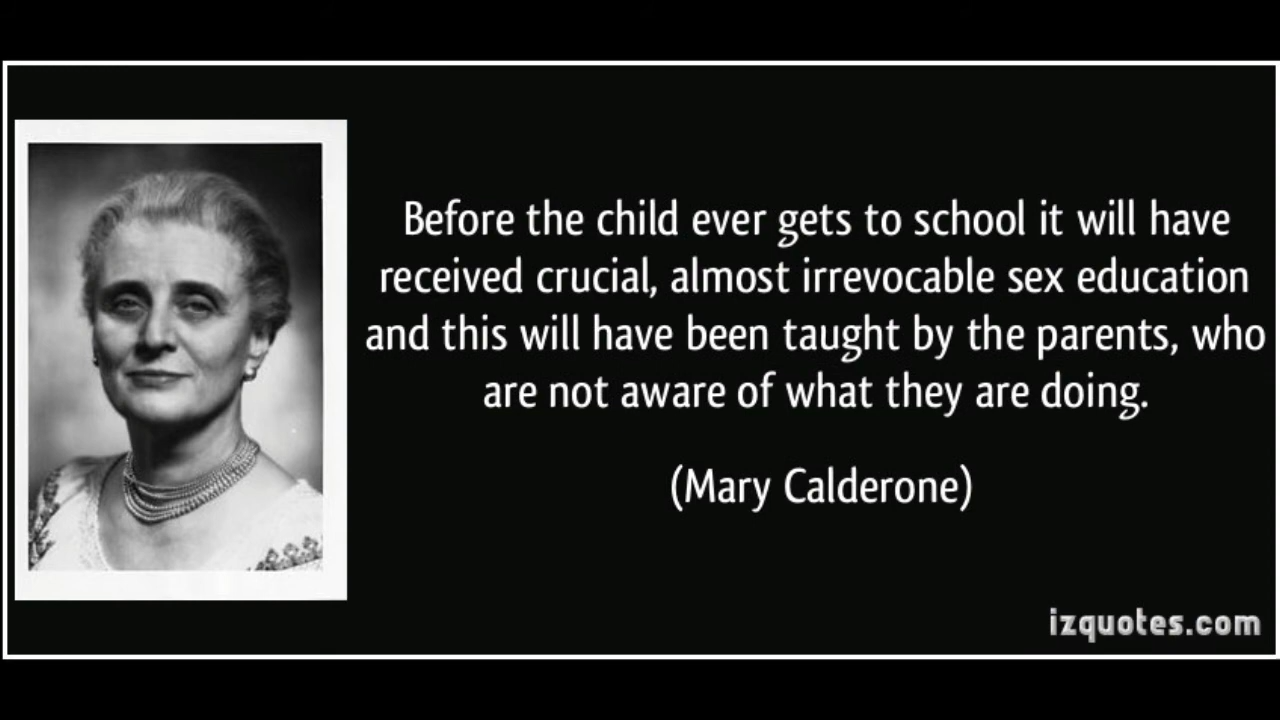 Before the child ever gets to school it will have
received crucial, almost irrevocable sex education
and this will have been taught by the parents, who
are not aware of what they are doing.
(Mary Calderone)
izquotes.com